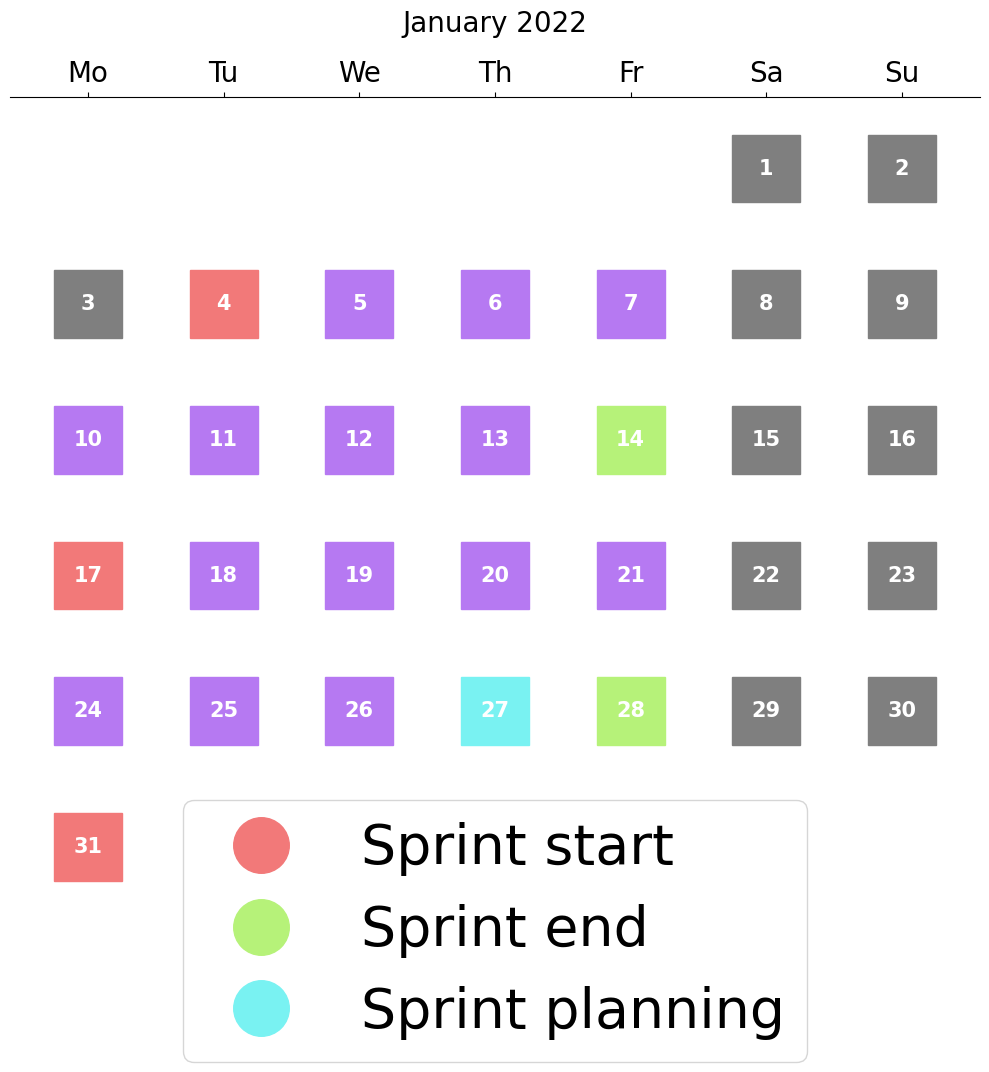 January 2022
Mo Tu We Th Fr Sa Su
1 2
3 4 5 6 7 8 9
10 11 12 13 14 15 16
17 18 19 20 21 22 23
24 25 26 27 28 29 30
31
Sprint start
Sprint end
Sprint planning